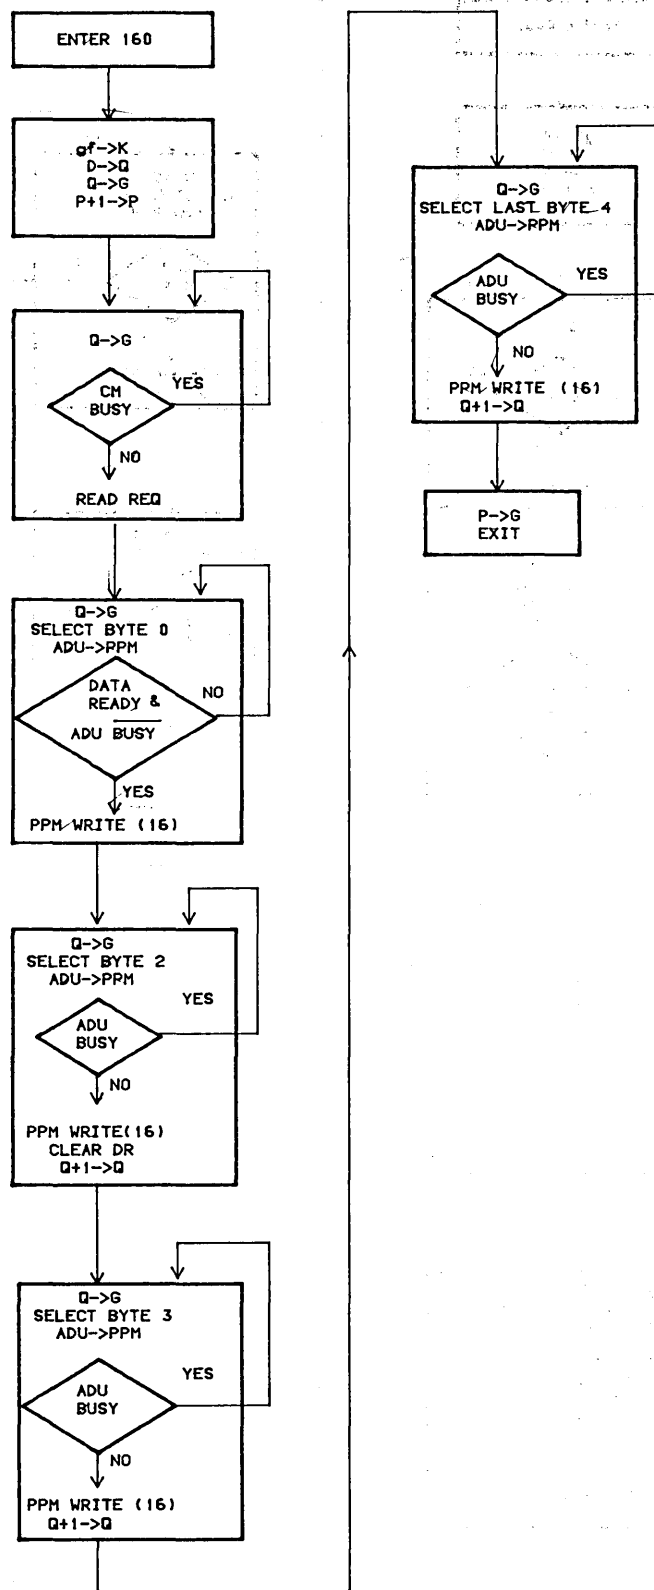 ENTER 160
gf->K
D->Q
Q->G
P+1->P
Q->G
CM
BUSY
YES
NO
READ REQ
Q->G
SELECT BYTE 0
ADU->PPM
DATA
READY &
ADU BUSY
NO
YES
PPM WRITE (16)
Q->G
SELECT BYTE 2
ADU->PPM
YES
ADU
BUSY
NO
PPM WRITE(16)
CLEAR DR
Q+1->Q
Q->G
SELECT BYTE 3
ADU->PPM
YES
ADU
BUSY
NO
PPM WRITE (16)
Q+1->Q
Q->G
SELECT LAST BYTE 4
ADU->PPM
ADU
BUSY
YES
NO
PPM WRITE (16)
Q+1->Q
P->G
EXIT